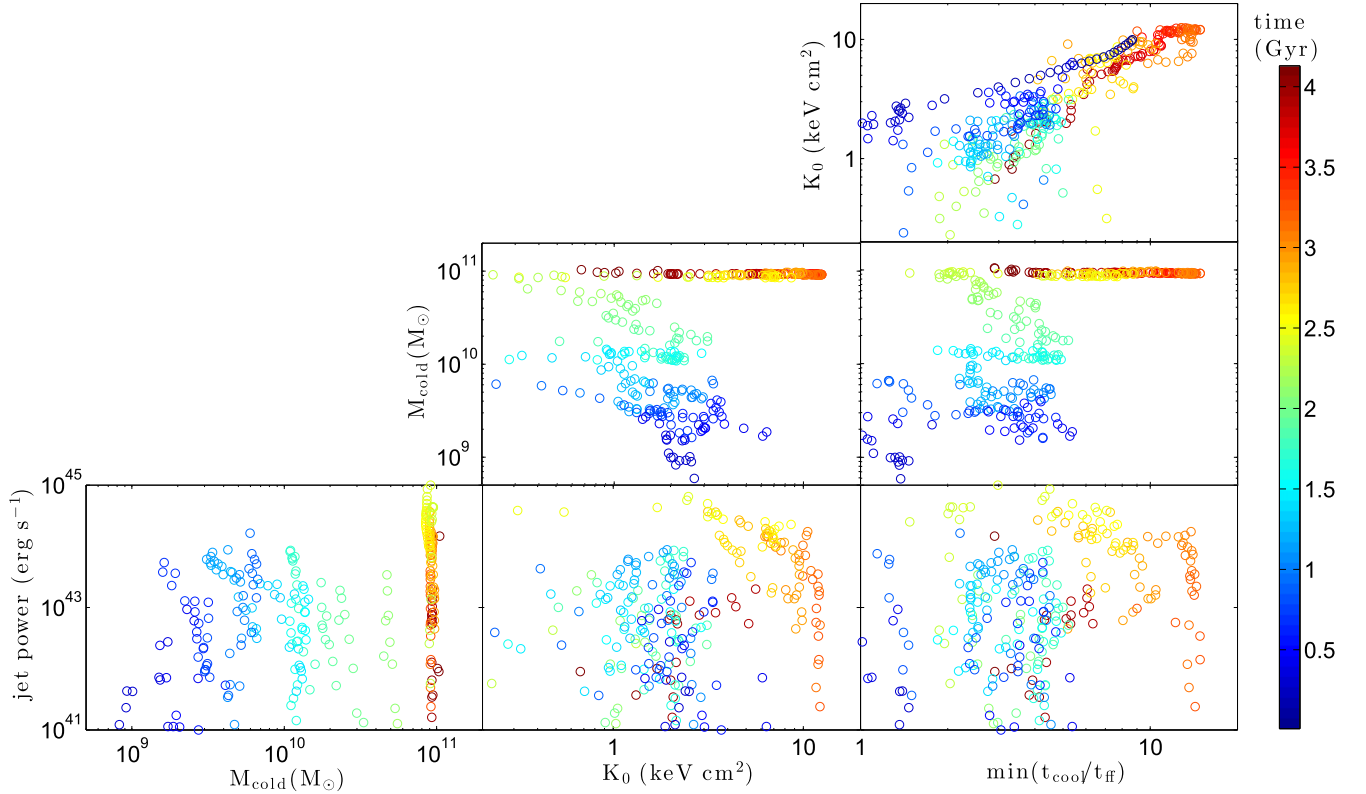 time
(Gyr)
10
1
K₀ (keV cm²)
4
3.5
3
2.5
2
1.5
1
0.5
10¹¹
10¹⁰
10⁹
M_cold(M_⊙)
10⁴⁵
10⁴³
10⁴¹
jet power (erg s⁻¹)
10⁹ 10¹⁰ 10¹¹ 1 10 1 10
M_cold(M_⊙) K₀ (keV cm²) min(t_cool/t_ff)